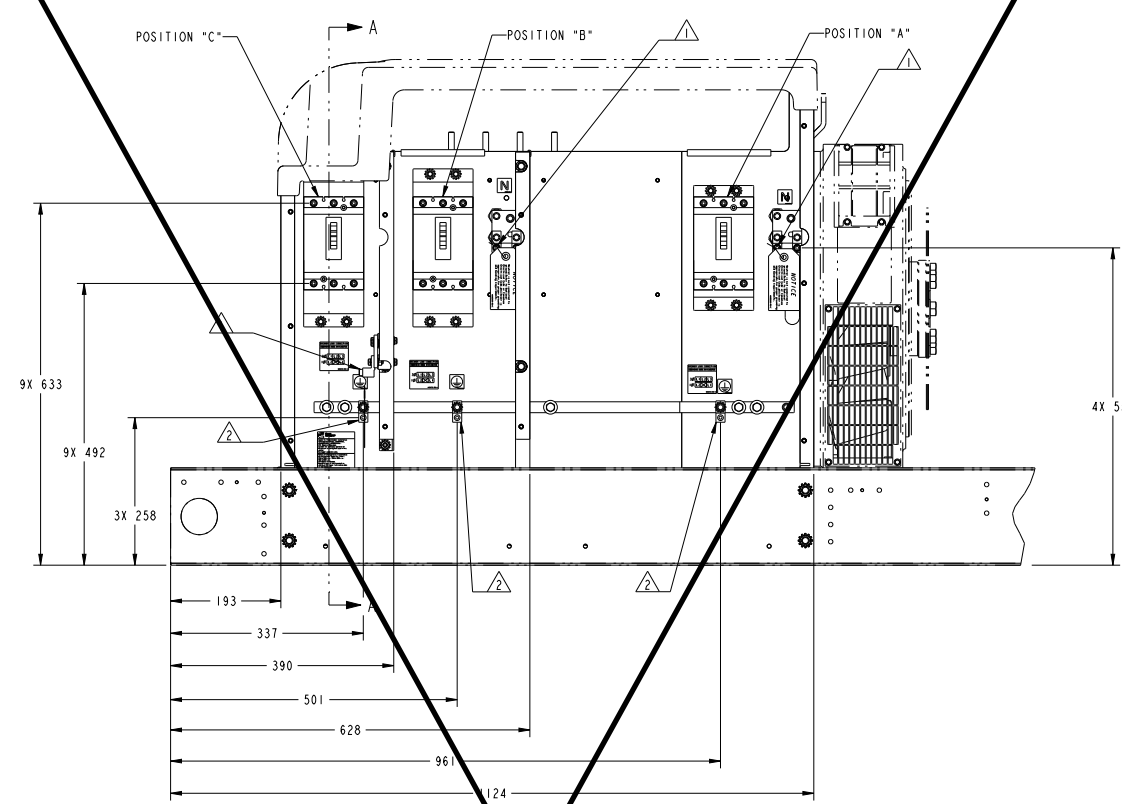 A
POSITION "C"
POSITION "B"
1
POSITION "A"
1
N
N
NOTICE
NOTICE
9X 633
4X 5
2
9X 492
3X 258
2
2
193
A
337
390
501
628
961
1124